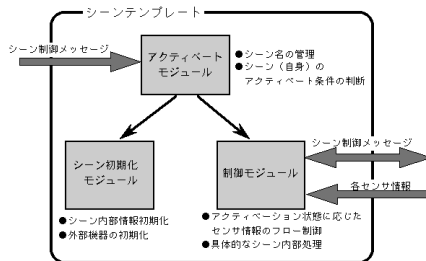 シーンテンプレート
シーン制御メッセージ
アクティベート
モジュール
●シーン名の管理
●シーン（自身）の
アクティベート条件の判断
シーン初期化
モジュール
制御モジュール
シーン制御メッセージ
各センサ情報
●シーン内部情報初期化
●外部機器の初期化
●アクティベーション状態に応じた
センサ情報のフロー制御
●具体的なシーン内部処理